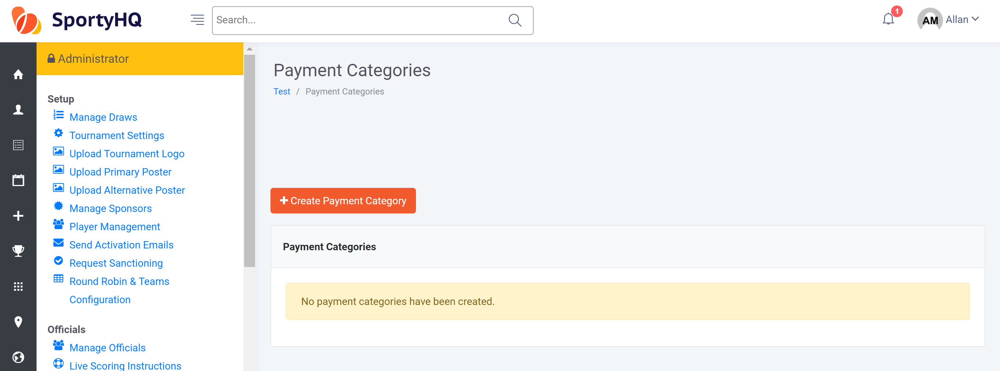 SportyHQ
Search...
1
AM
Allan
Administrator
Setup
Manage Draws
Tournament Settings
Upload Tournament Logo
Upload Primary Poster
Upload Alternative Poster
Manage Sponsors
Player Management
Send Activation Emails
Request Sanctioning
Round Robin & Teams
Configuration
Officials
Manage Officials
Live Scoring Instructions
Payment Categories
Test / Payment Categories
Create Payment Category
Payment Categories
No payment categories have been created.